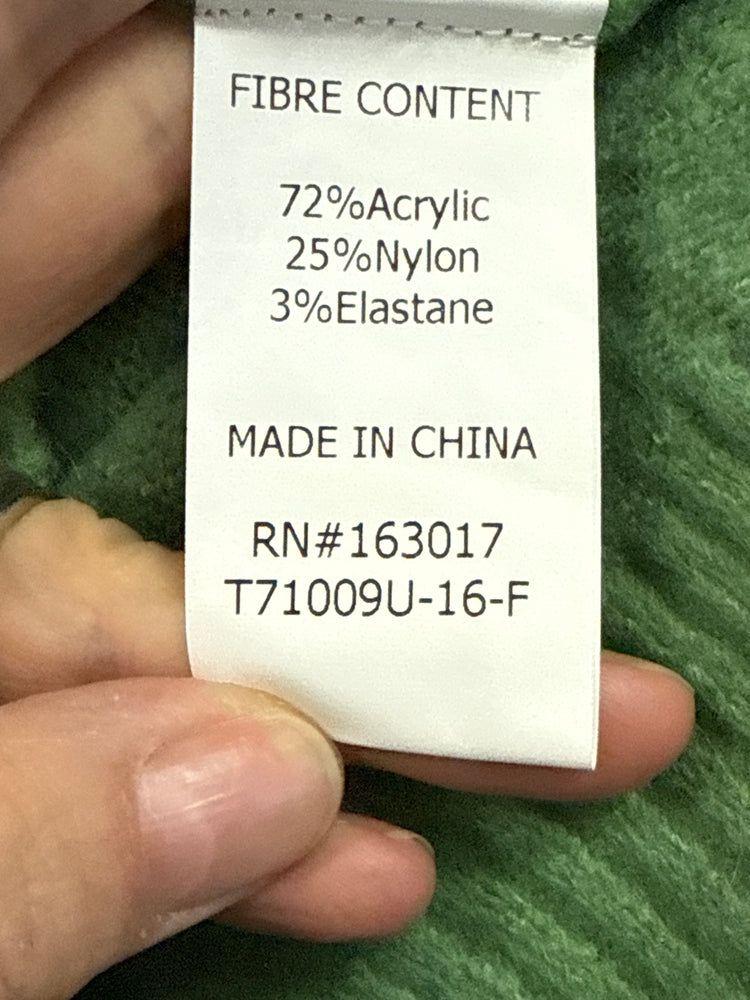 FIBRE CONTENT
72%Acrylic
25%Nylon
3%Elastane
MADE IN CHINA
RN#163017
T71009U-16-F